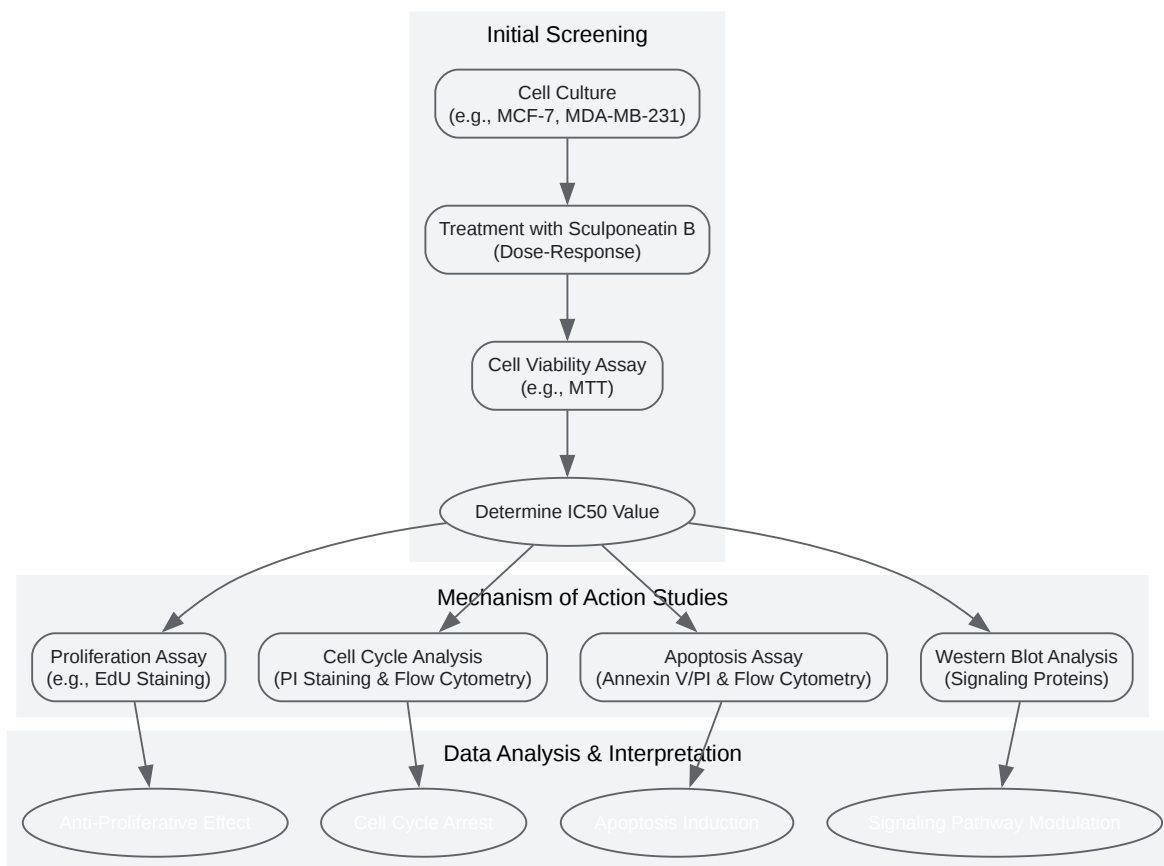 Initial Screening
Cell Culture
(e.g., MCF-7, MDA-MB-231)
Treatment with Sculponeatin B
(Dose-Response)
Cell Viability Assay
(e.g., MTT)
Determine IC50 Value
Mechanism of Action Studies
Proliferation Assay
(e.g., EdU Staining)
Cell Cycle Analysis
(PI Staining & Flow Cytometry)
Apoptosis Assay
(Annexin V/PI & Flow Cytometry)
Western Blot Analysis
(Signaling Proteins)
Data Analysis & Interpretation
Anti-Proliferative Effect
Cell Cycle Arrest
Apoptosis Induction
Signaling Pathway Modulation